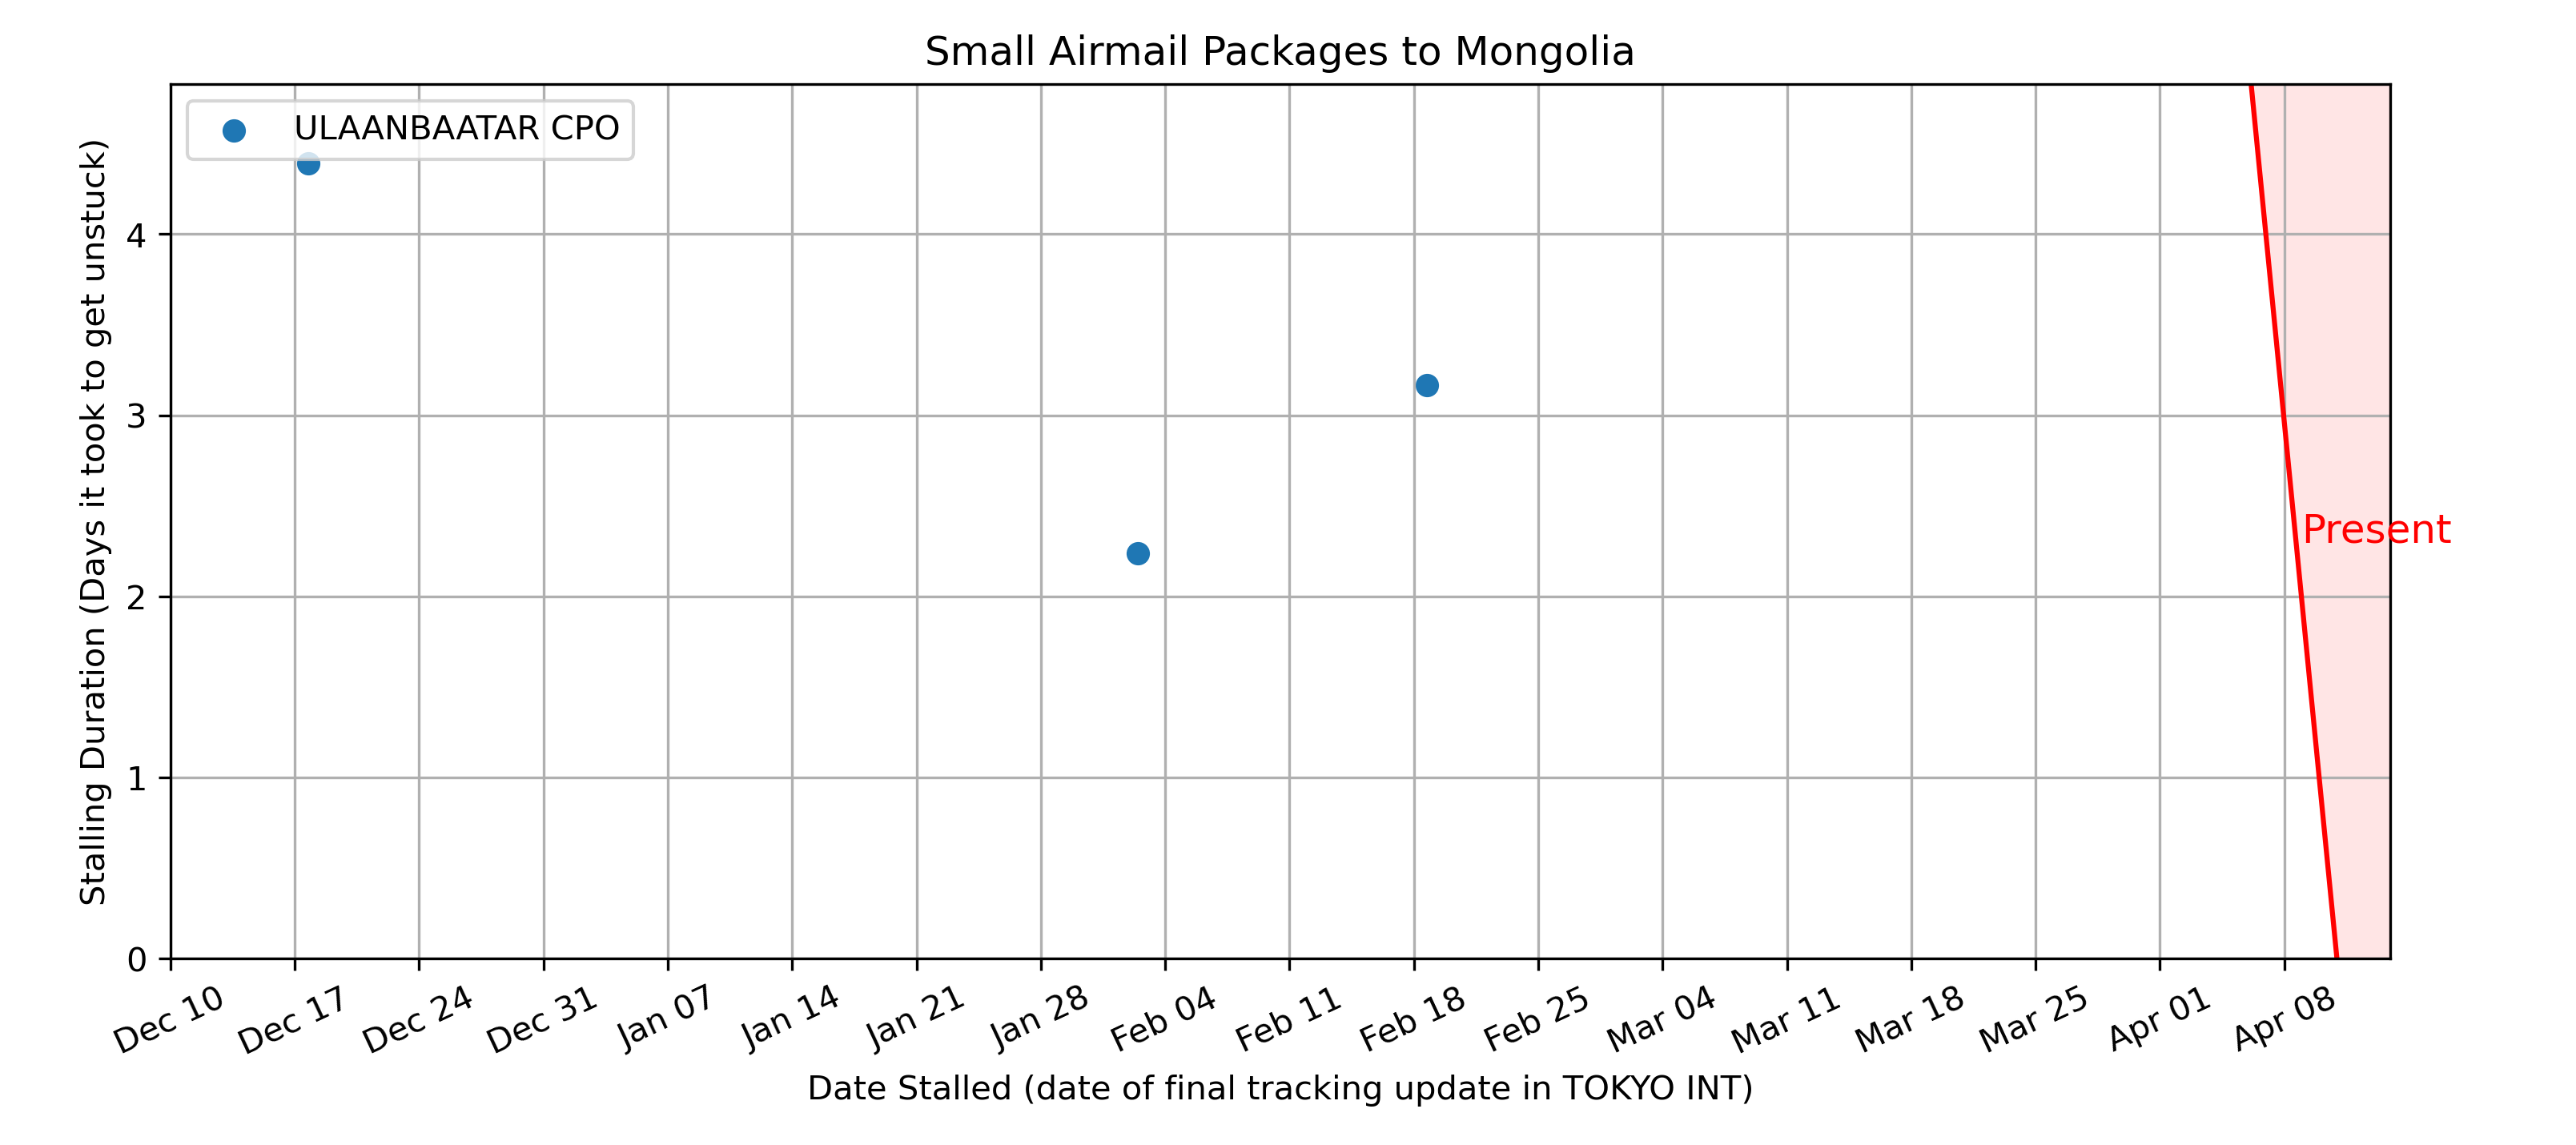 Small Airmail Packages to Mongolia
ULAANBAATAR CPO
Stalling Duration (Days it took to get unstuck)
4
3
2
1
0
Present
Dec 10
Dec 17
Dec 24
Dec 31
Jan 07
Jan 14
Jan 21
Jan 28
Feb 04
Feb 11
Feb 18
Feb 25
Mar 04
Mar 11
Mar 18
Mar 25
Apr 01
Apr 08
Date Stalled (date of final tracking update in TOKYO INT)